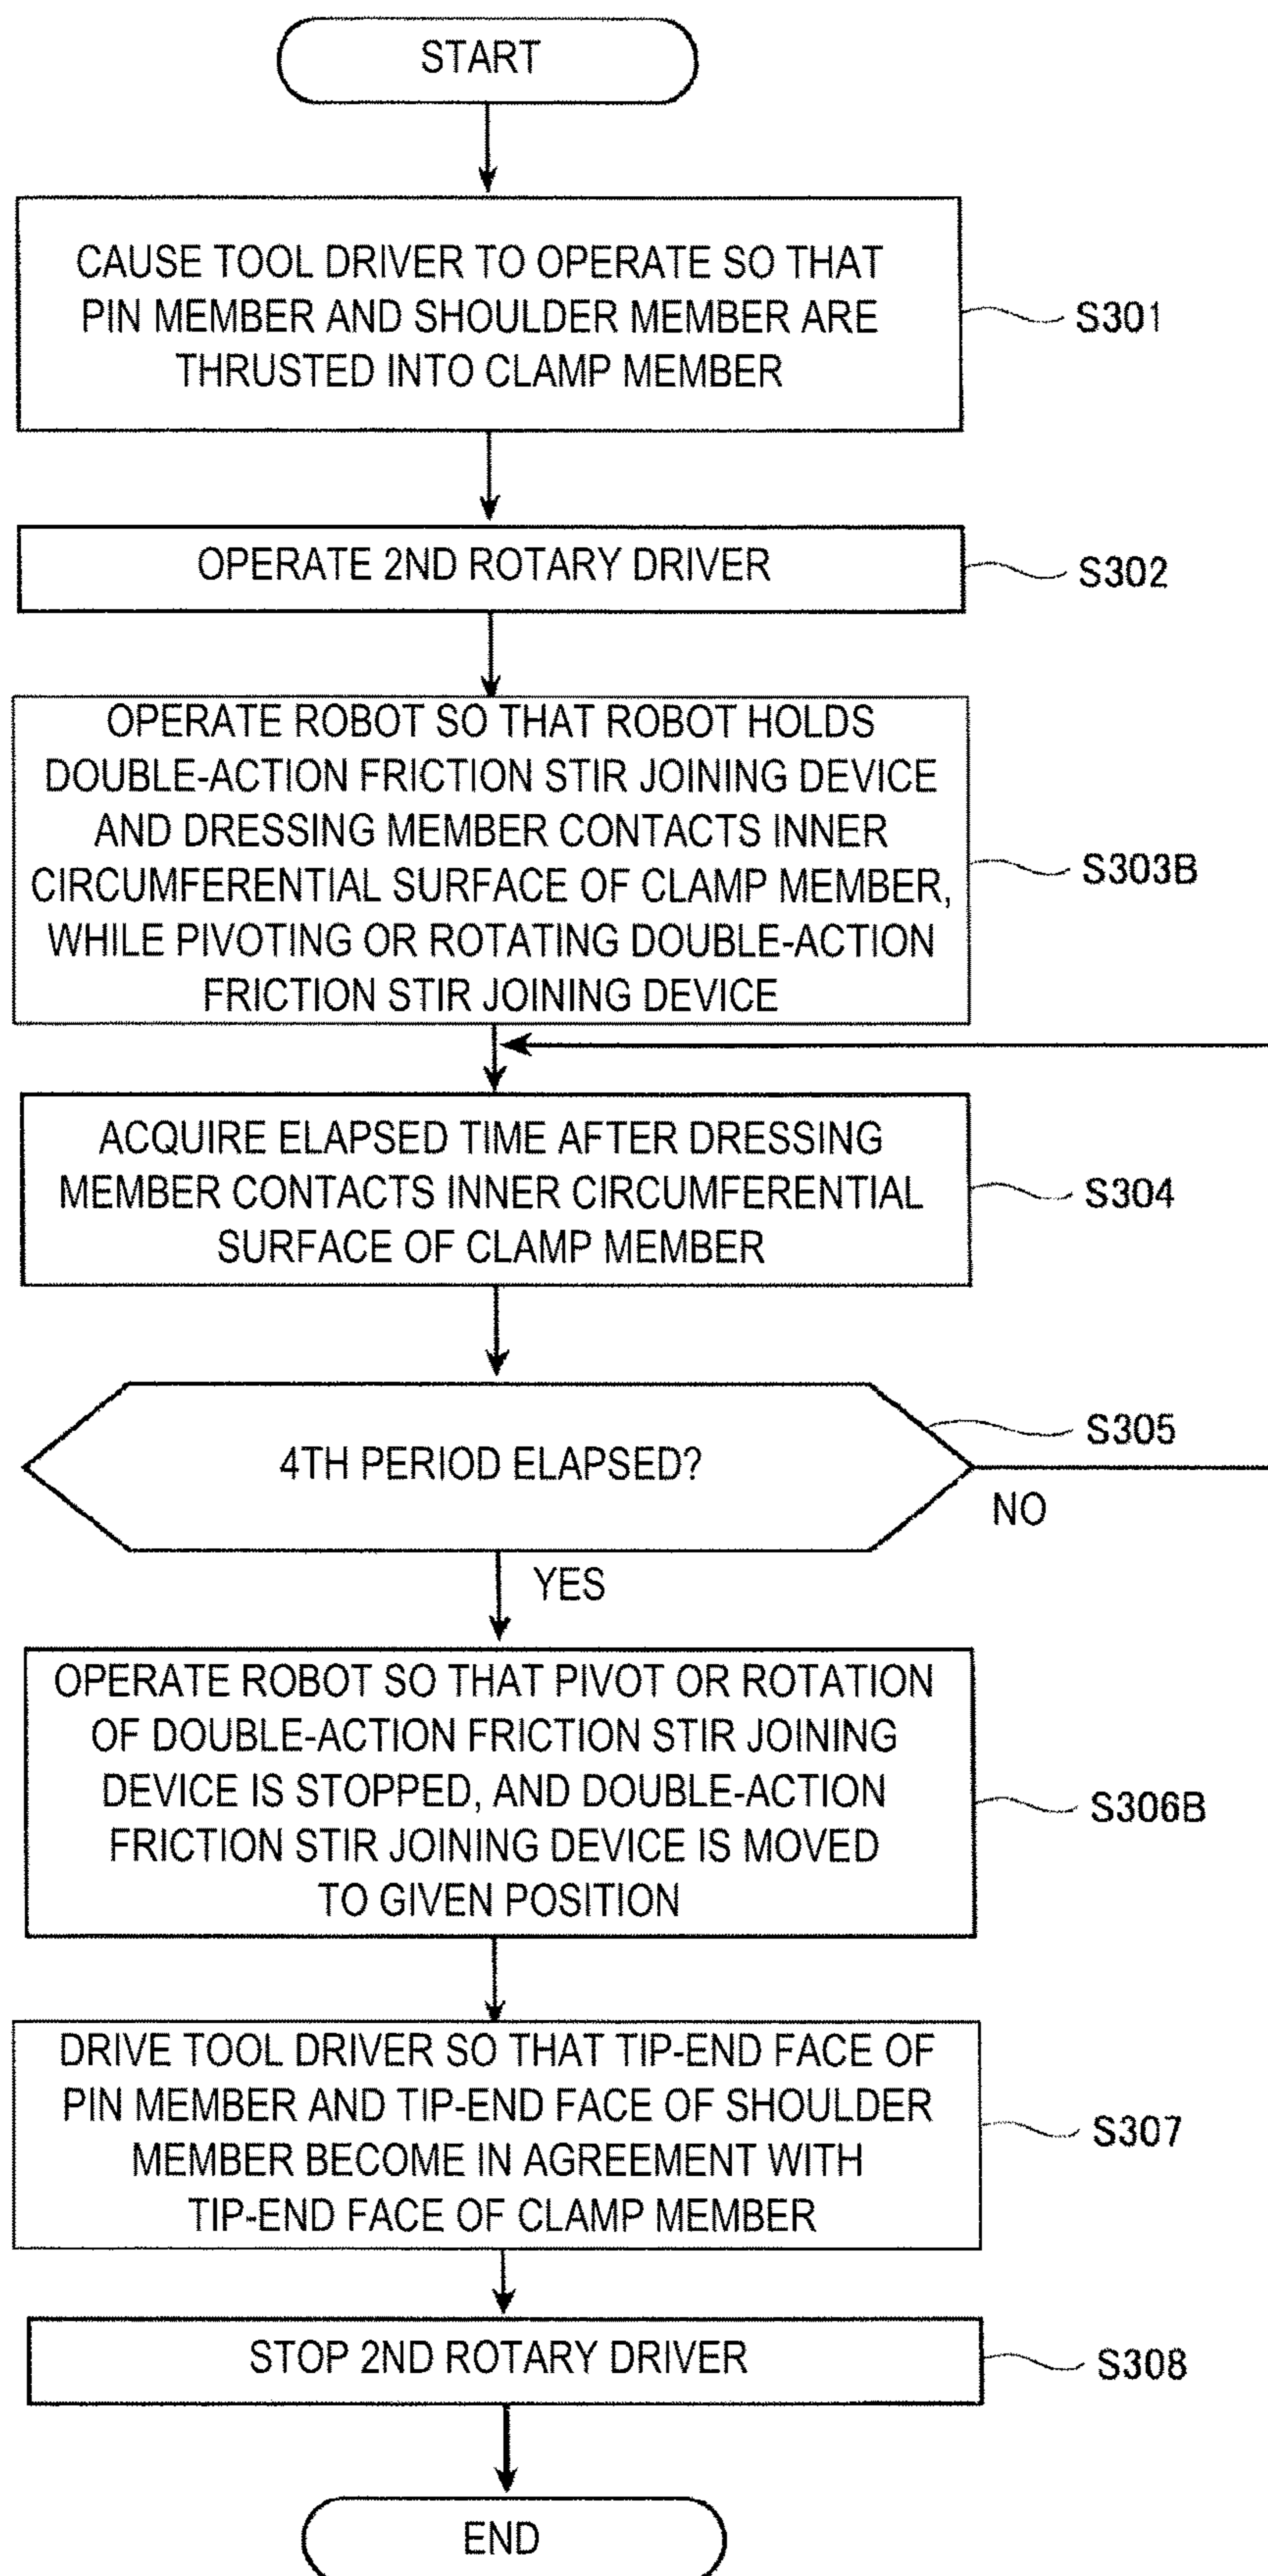 START
CAUSE TOOL DRIVER TO OPERATE SO THAT
PIN MEMBER AND SHOULDER MEMBER ARE
THRUSTED INTO CLAMP MEMBER
S301
OPERATE 2ND ROTARY DRIVER
S302
OPERATE ROBOT SO THAT ROBOT HOLDS
DOUBLE-ACTION FRICTION STIR JOINING DEVICE
AND DRESSING MEMBER CONTACTS INNER
CIRCUMFERENTIAL SURFACE OF CLAMP MEMBER,
WHILE PIVOTING OR ROTATING DOUBLE-ACTION
FRICTION STIR JOINING DEVICE
S303B
ACQUIRE ELAPSED TIME AFTER DRESSING
MEMBER CONTACTS INNER CIRCUMFERENTIAL
SURFACE OF CLAMP MEMBER
S304
4TH PERIOD ELAPSED?
S305
NO
YES
OPERATE ROBOT SO THAT PIVOT OR ROTATION
OF DOUBLE-ACTION FRICTION STIR JOINING
DEVICE IS STOPPED, AND DOUBLE-ACTION
FRICTION STIR JOINING DEVICE IS MOVED
TO GIVEN POSITION
S306B
DRIVE TOOL DRIVER SO THAT TIP-END FACE OF
PIN MEMBER AND TIP-END FACE OF SHOULDER
MEMBER BECOME IN AGREEMENT WITH
TIP-END FACE OF CLAMP MEMBER
S307
STOP 2ND ROTARY DRIVER
S308
END